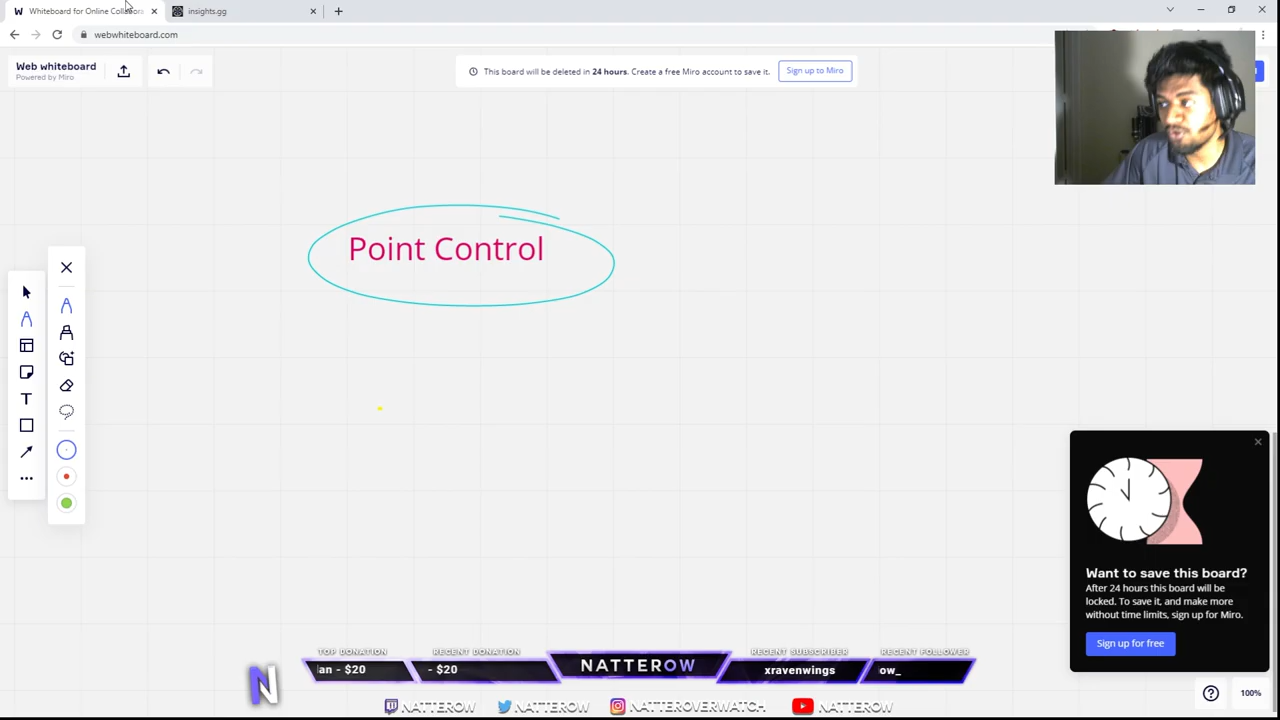 Whiteboard for Online Collabors
insights.gg
webwhiteboard.com
Web whiteboard
Powered by Miro
This board will be deleted in 24 hours. Create a free Miro account to save it.
Sign up to Miro
Point Control
Want to save this board?
After 24 hours this board will be
locked. To save it, and make more
without time limits, sign up for Miro.
Sign up for free
TOP DONATION
an - $20
RECENT DONATION
- $20
NATTEROW
RECENT SUBSCRIBER
xravenwings
RECENT FOLLOWER
ow_
N
NATTEROW
NATTEROW
NATTEROVERWATCH
NATTEROW
100%